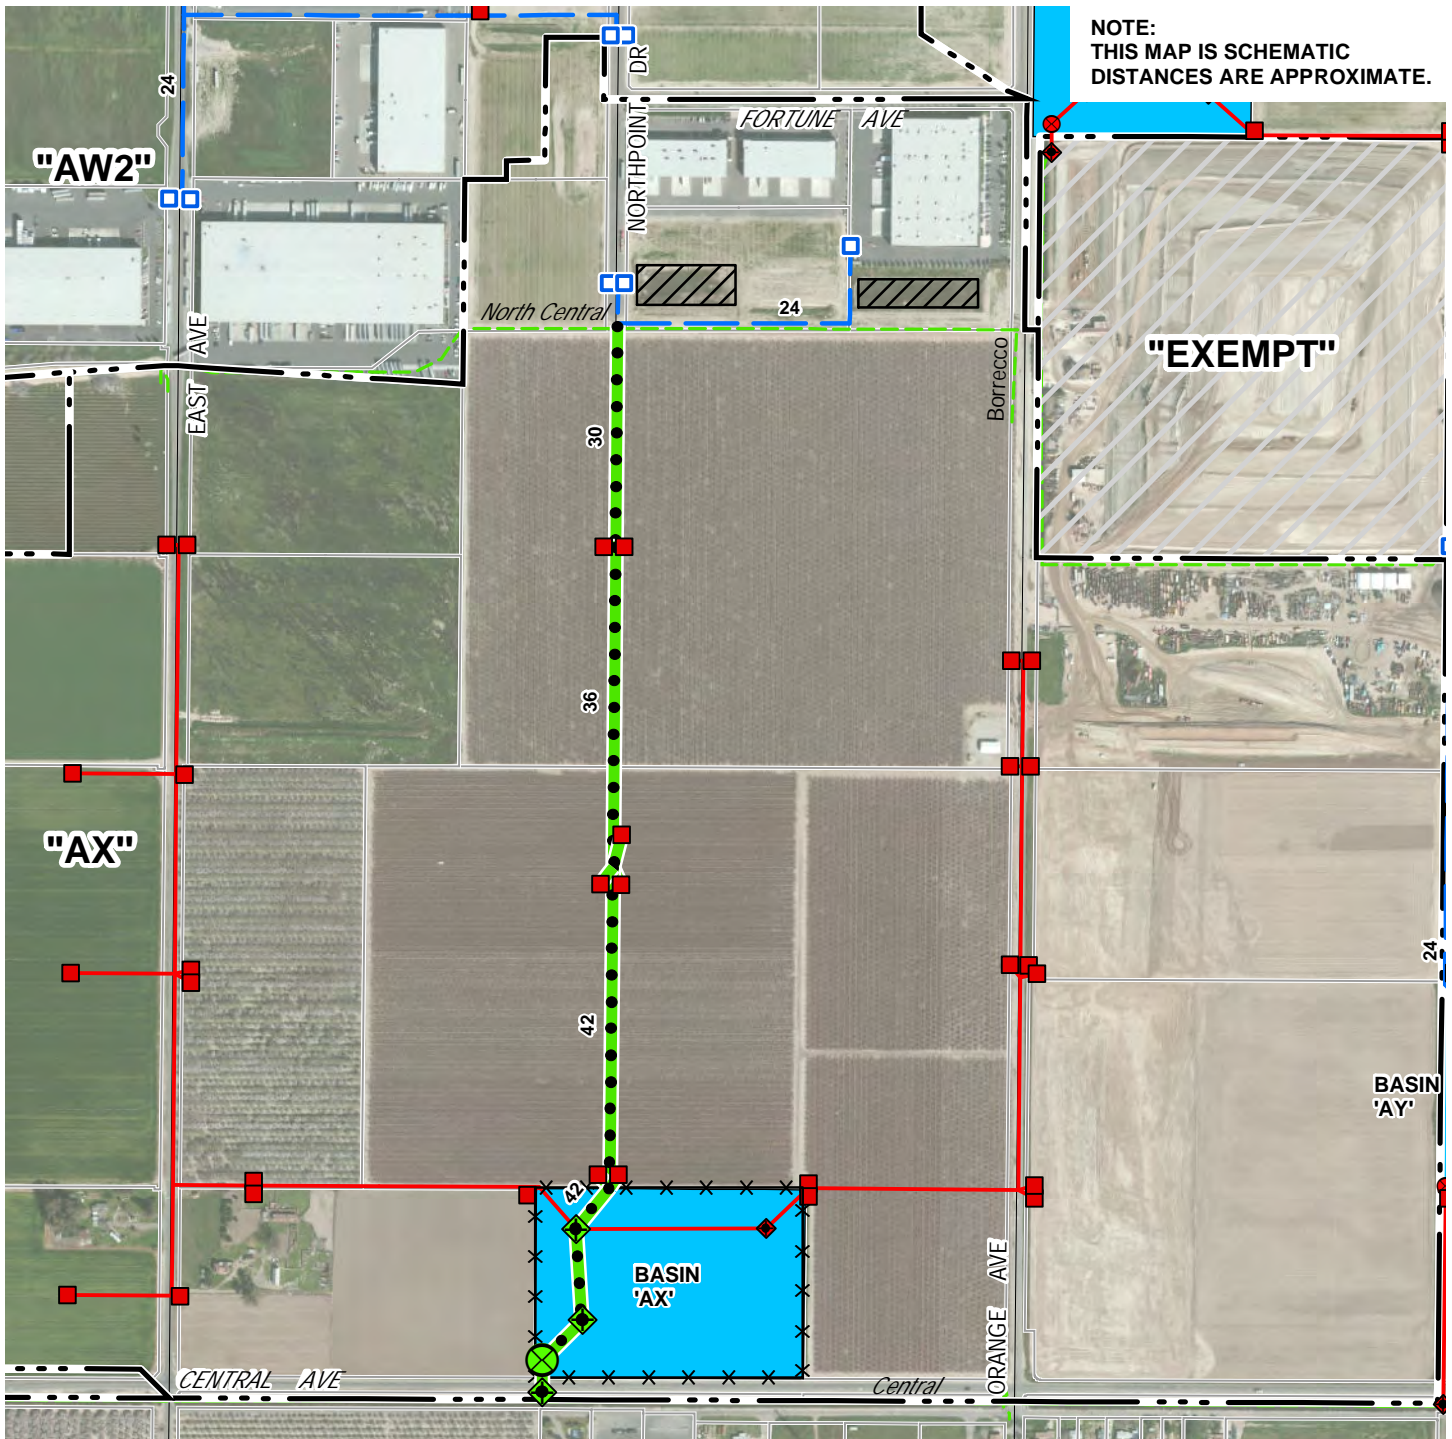 NOTE:
THIS MAP IS SCHEMATIC
DISTANCES ARE APPROXIMATE.
24
"AW2"
NORTHPOINT DR
FORTUNE AVE
North Central
24
EAST AVE
Borrecco
"EXEMPT"
30
36
"AX"
42
24
BASIN
'AY'
42
BASIN
'AX'
ORANGE AVE
CENTRAL AVE
Central